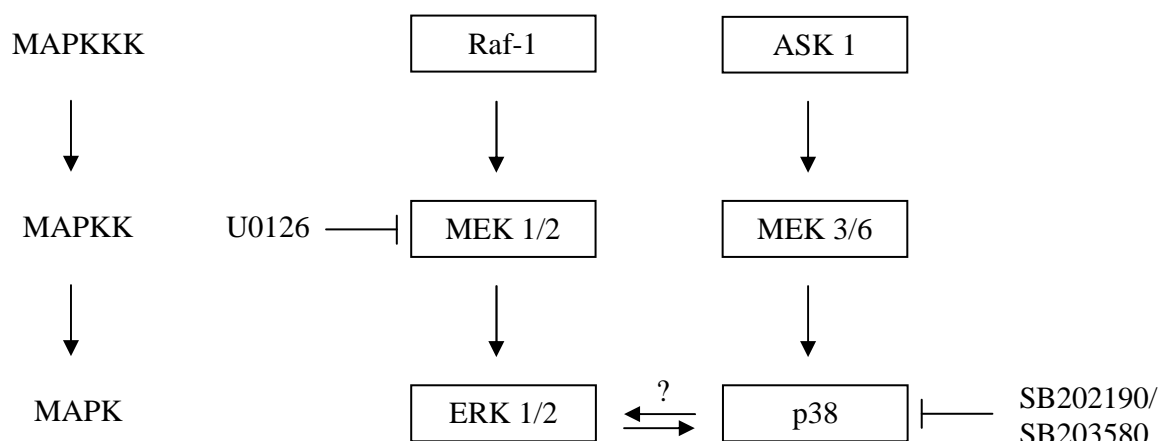 MAPKKK Raf-1 ASK 1
MAPKK U0126 MEK 1/2 MEK 3/6
?
MAPK ERK 1/2 p38 SB202190/
SB203580